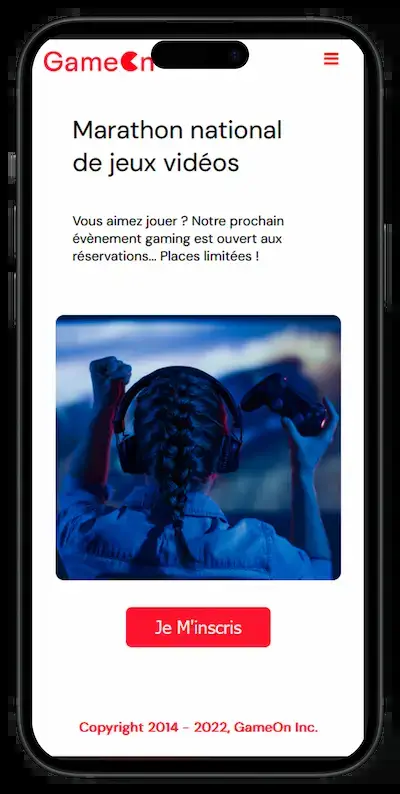 GameOn
Marathon national
de jeux vidéos
Vous aimez jouer ? Notre prochain
évènement gaming est ouvert aux
réservations... Places limitées !
Je M'inscris
Copyright 2014 - 2022, GameOn Inc.